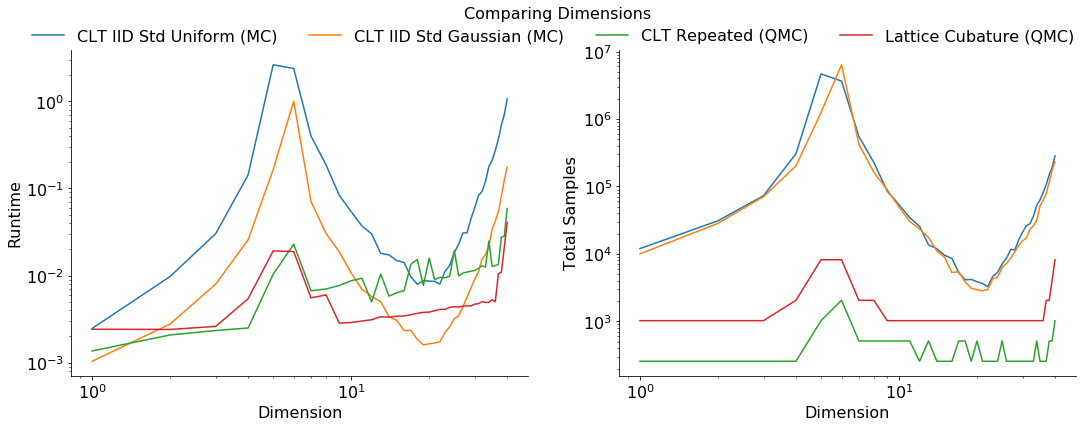 Comparing Dimensions
CLT IID Std Uniform (MC) CLT IID Std Gaussian (MC) CLT Repeated (QMC) Lattice Cubature (QMC)
Runtime
10⁰
10⁻¹
10⁻²
10⁻³
10⁰ 10¹
Dimension
Total Samples
10⁷
10⁶
10⁵
10⁴
10³
10⁰ 10¹
Dimension